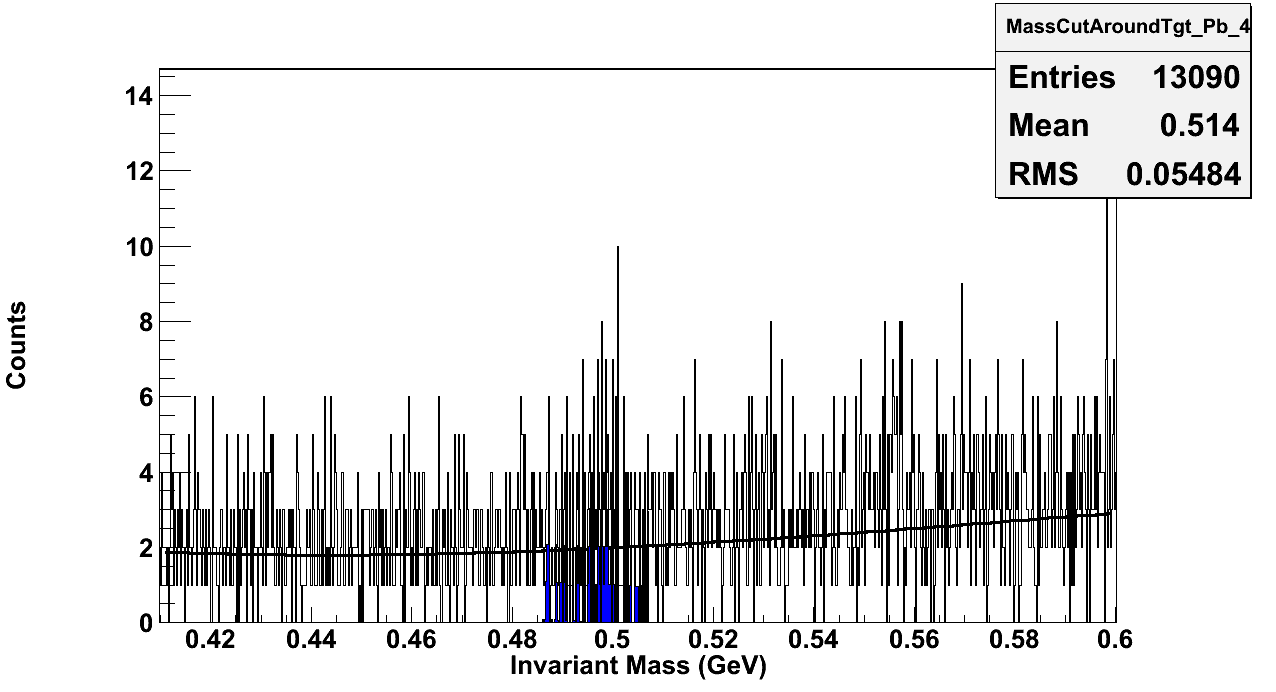 MassCutAroundTgt_Pb_4
Entries 13090
Mean 0.514
RMS 0.05484
14
12
10
8
6
4
2
0
Counts
0.42 0.44 0.46 0.48 0.5 0.52 0.54 0.56 0.58 0.6
Invariant Mass (GeV)